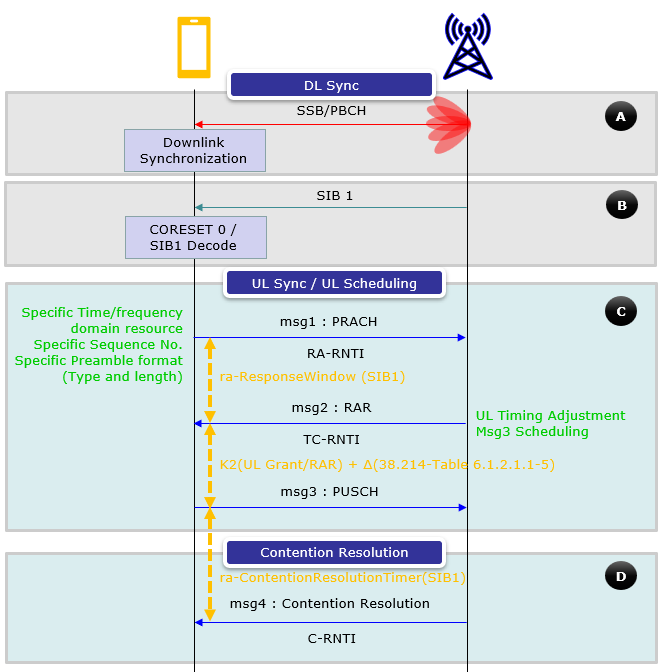 DL Sync
SSB/PBCH
A
Downlink
Synchronization
SIB 1
B
CORESET 0 /
SIB1 Decode
UL Sync / UL Scheduling
C
Specific Time/frequency
domain resource
Specific Sequence No.
Specific Preamble format
(Type and length)
msg1 : PRACH
RA-RNTI
ra-ResponseWindow (SIB1)
msg2 : RAR
UL Timing Adjustment
Msg3 Scheduling
TC-RNTI
K2(UL Grant/RAR) + Δ(38.214-Table 6.1.2.1.1-5)
msg3 : PUSCH
Contention Resolution
D
ra-ContentionResolutionTimer(SIB1)
msg4 : Contention Resolution
C-RNTI